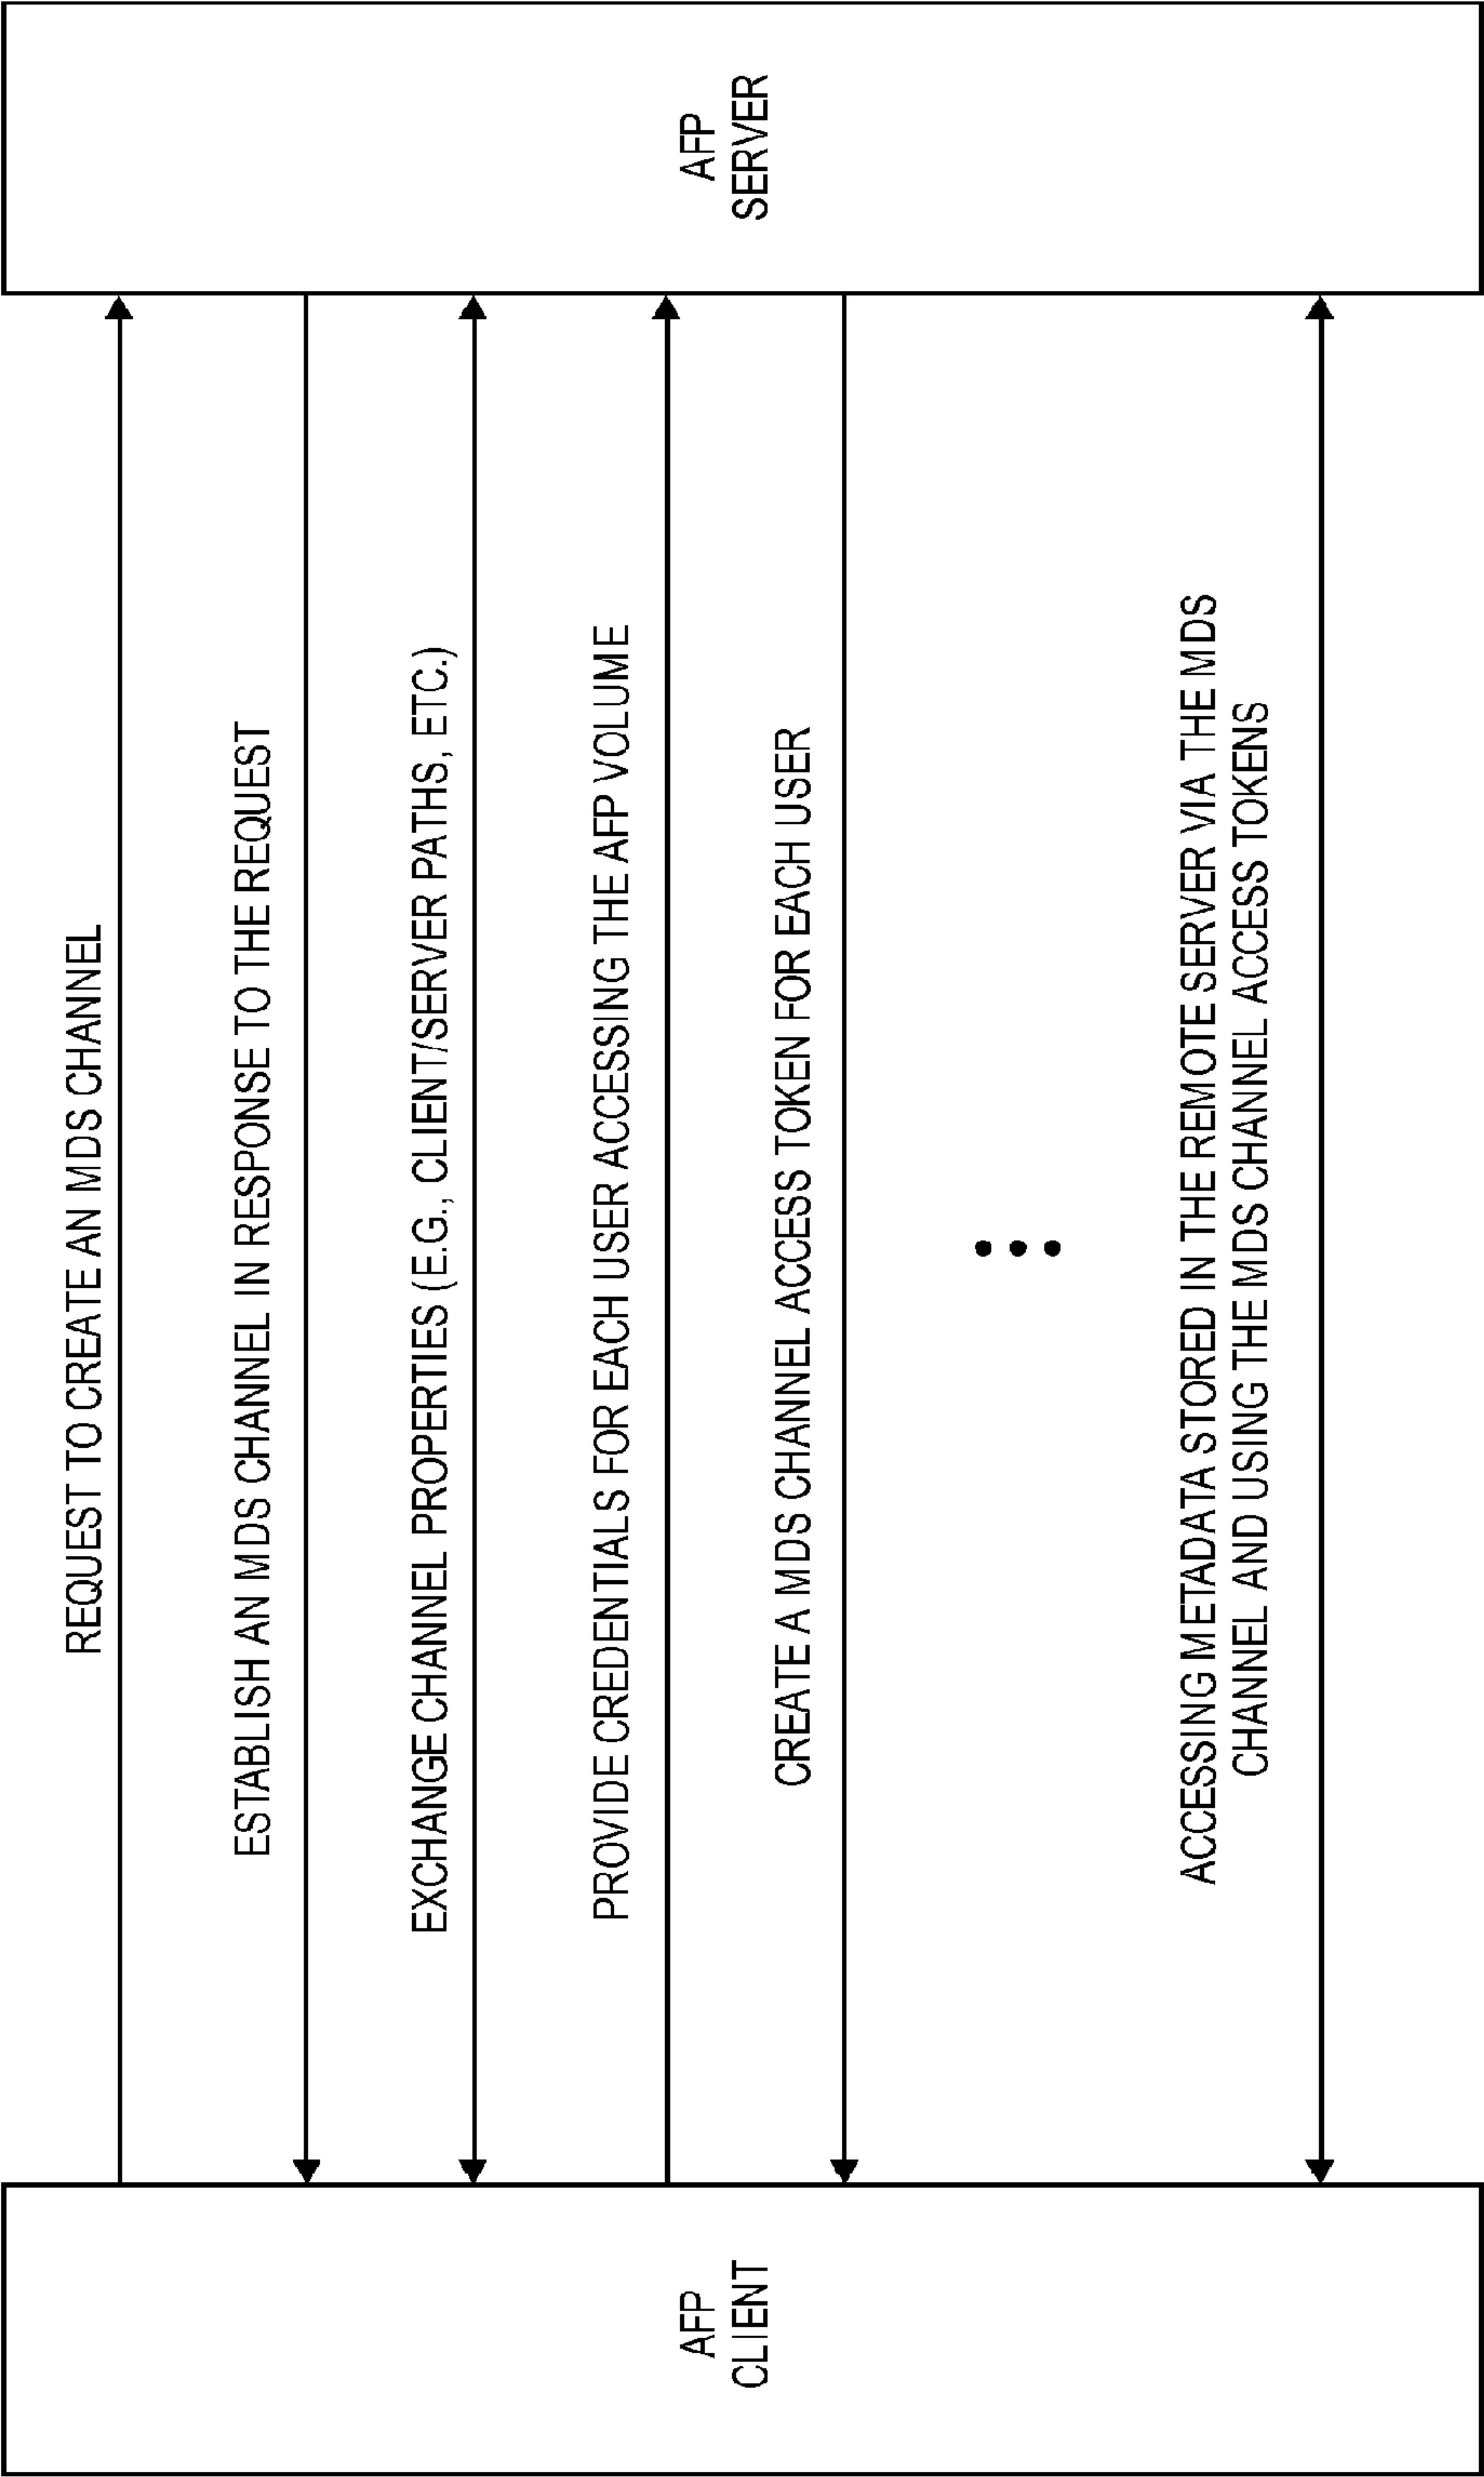 REQUEST TO CREATE AN MDS CHANNEL
ESTABLISH AN MDS CHANNEL IN RESPONSE TO THE REQUEST
EXCHANGE CHANNEL PROPERTIES (E.G., CLIENT/SERVER PATHS, ETC.)
PROVIDE CREDENTIALS FOR EACH USER ACCESSING THE AFP VOLUME
AFP
CLIENT
AFP
SERVER
CREATE A MDS CHANNEL ACCESS TOKEN FOR EACH USER
ACCESSING METADATA STORED IN THE REMOTE SERVER VIA THE MDS
CHANNEL AND USING THE MDS CHANNEL ACCESS TOKENS